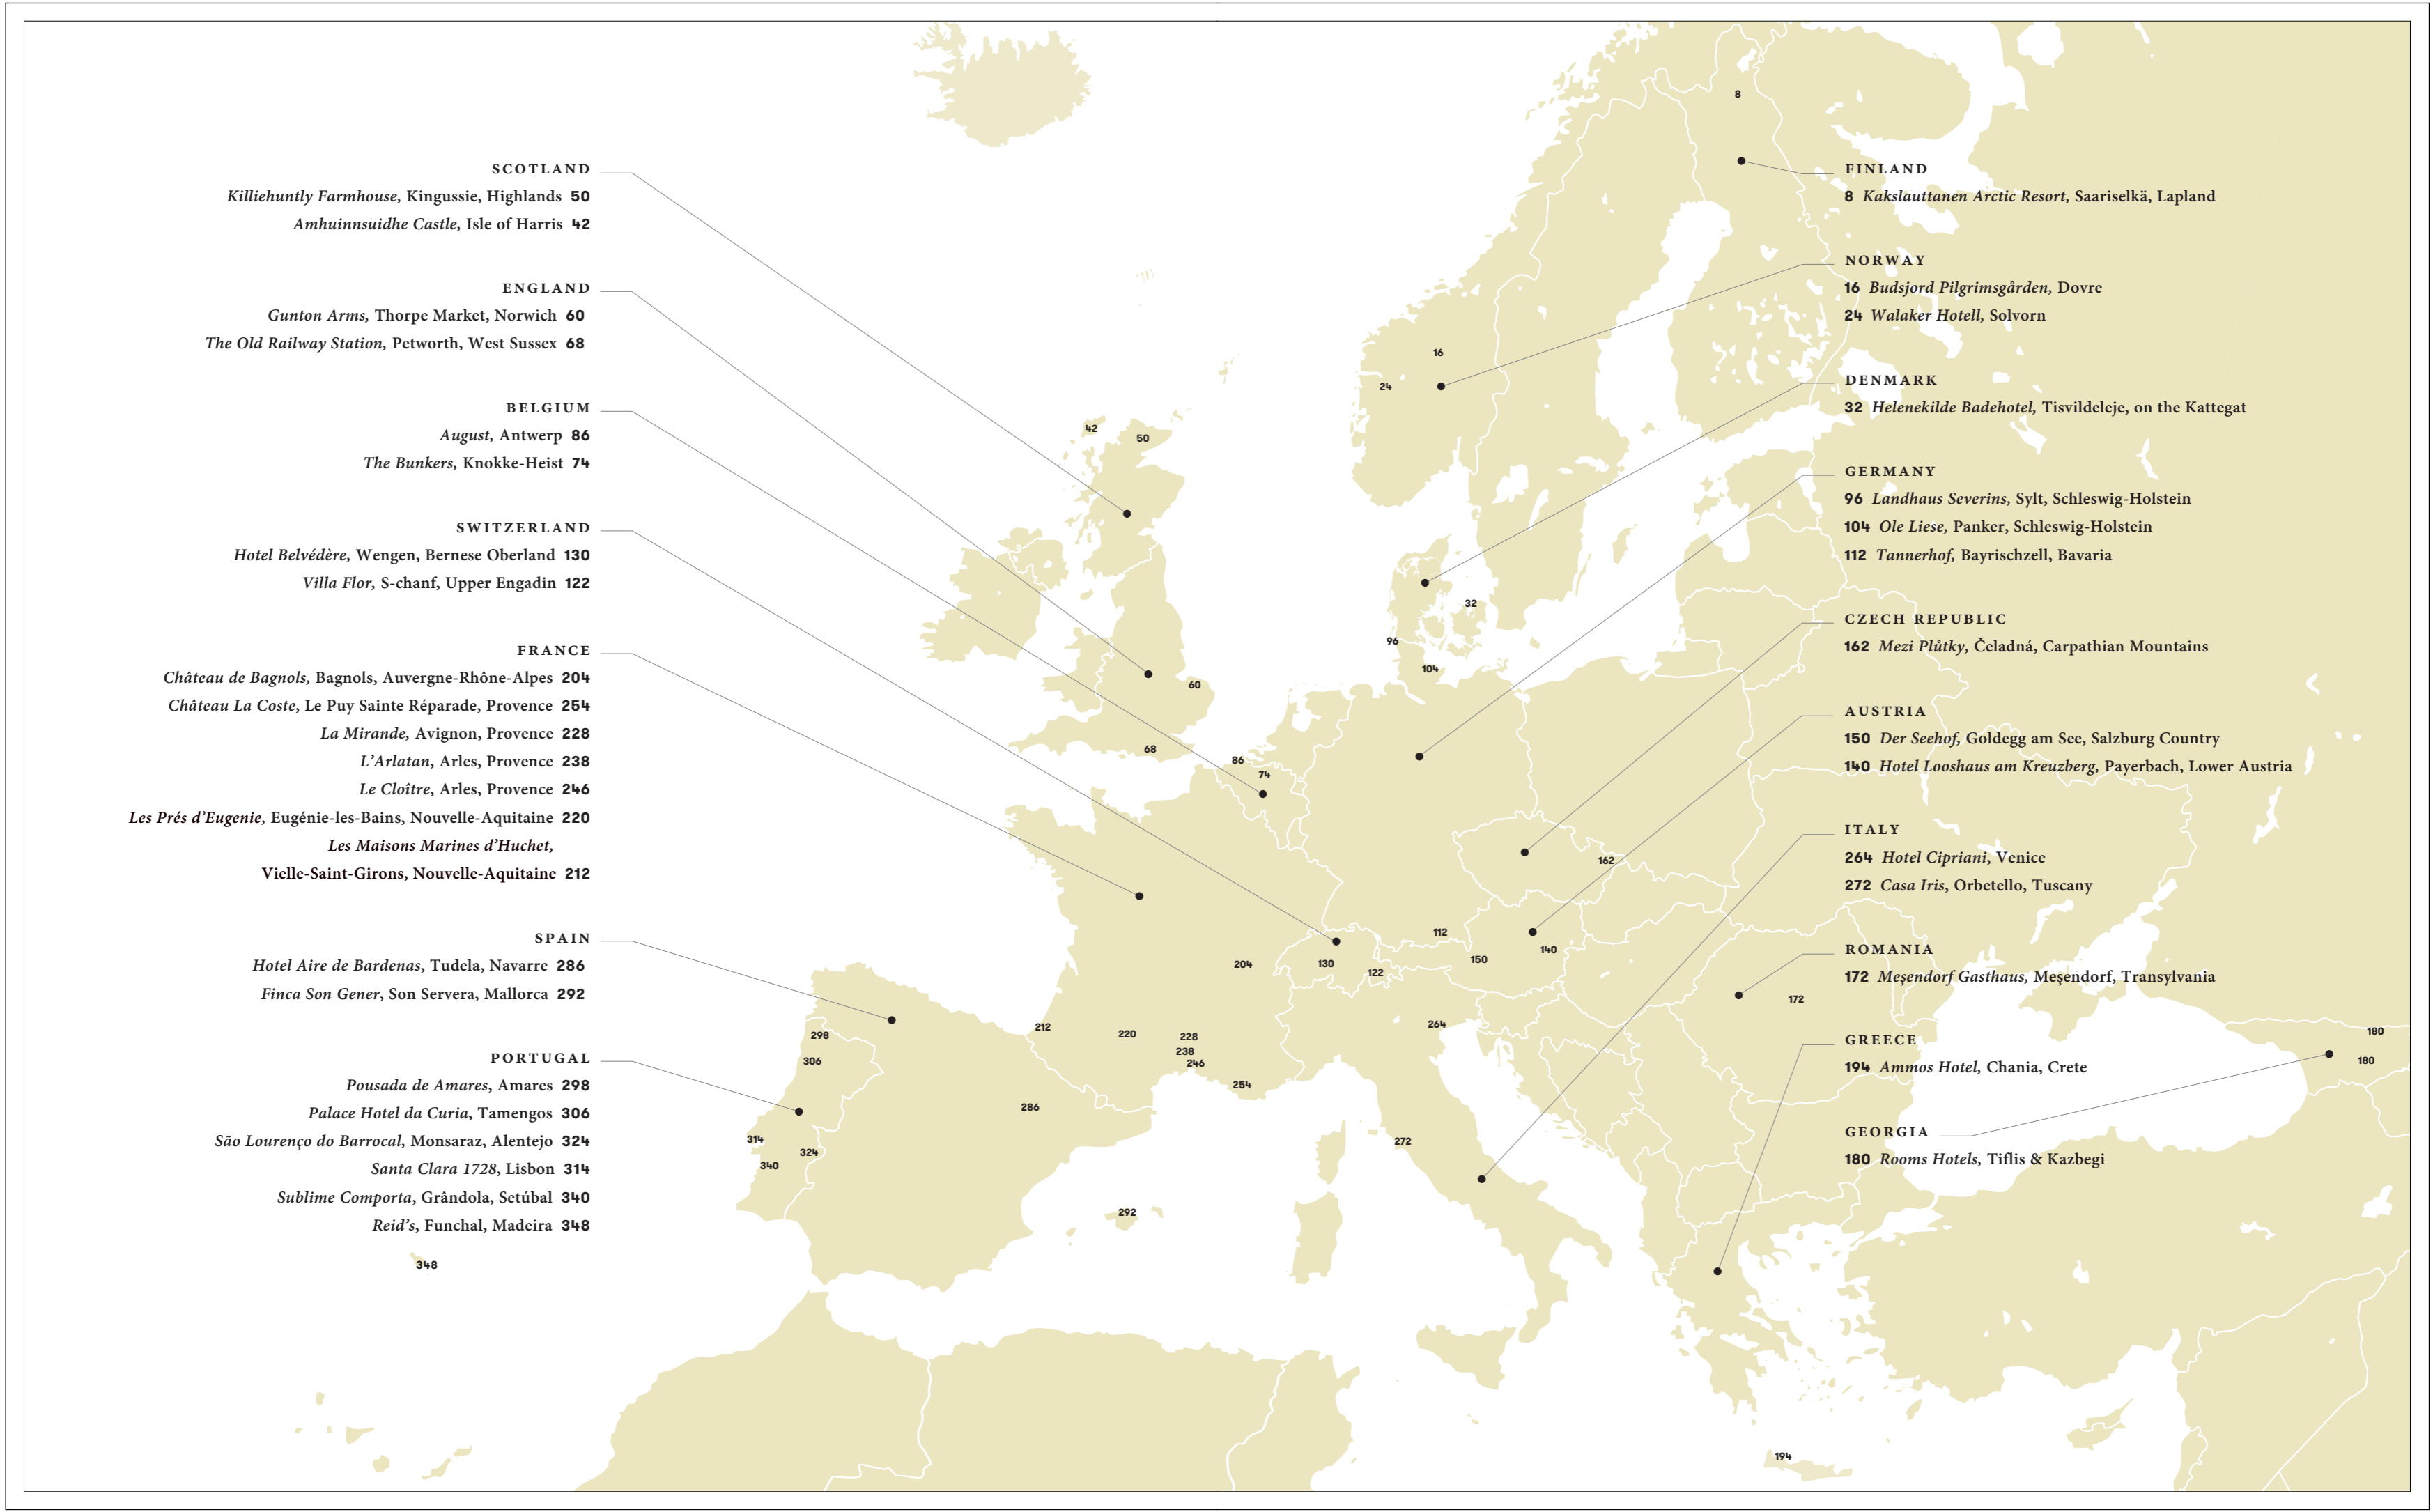 SCOTLAND
Killiehuntly Farmhouse, Kingussie, Highlands 50
Amhuinnsuidhe Castle, Isle of Harris 42
ENGLAND
Gunton Arms, Thorpe Market, Norwich 60
The Old Railway Station, Petworth, West Sussex 68
BELGIUM
August, Antwerp 86
The Bunkers, Knokke-Heist 74
SWITZERLAND
Hotel Belvédère, Wengen, Bernese Oberland 130
Villa Flor, S-chanf, Upper Engadin 122
FRANCE
Château de Bagnols, Bagnols, Auvergne-Rhône-Alpes 204
Château La Coste, Le Puy Sainte Réparade, Provence 254
La Mirande, Avignon, Provence 228
L’Arlatan, Arles, Provence 238
Le Cloître, Arles, Provence 246
Les Prés d’Eugenie, Eugénie-les-Bains, Nouvelle-Aquitaine 220
Les Maisons Marines d’Huchet,
Vielle-Saint-Girons, Nouvelle-Aquitaine 212
SPAIN
Hotel Aire de Bardenas, Tudela, Navarre 286
Finca Son Gener, Son Servera, Mallorca 292
PORTUGAL
Pousada de Amares, Amares 298
Palace Hotel da Curia, Tamengos 306
São Lourenço do Barrocal, Monsaraz, Alentejo 324
Santa Clara 1728, Lisbon 314
Sublime Comporta, Grândola, Setúbal 340
Reid’s, Funchal, Madeira 348
348
8
16
24
42
50
32
96
104
60
68
86
74
162
112
140
150
204
130
122
172
264
212
220
228
238
246
298
306
254
286
314
324
340
272
292
180
180
194
FINLAND
8 Kakslauttanen Arctic Resort, Saariselkä, Lapland
NORWAY
16 Budsjord Pilgrimsgården, Dovre
24 Walaker Hotell, Solvorn
DENMARK
32 Helenekilde Badehotel, Tisvildeleje, on the Kattegat
GERMANY
96 Landhaus Severins, Sylt, Schleswig-Holstein
104 Ole Liese, Panker, Schleswig-Holstein
112 Tannerhof, Bayrischzell, Bavaria
CZECH REPUBLIC
162 Mezi Plůtky, Čeladná, Carpathian Mountains
AUSTRIA
150 Der Seehof, Goldegg am See, Salzburg Country
140 Hotel Looshaus am Kreuzberg, Payerbach, Lower Austria
ITALY
264 Hotel Cipriani, Venice
272 Casa Iris, Orbetello, Tuscany
ROMANIA
172 Meşendorf Gasthaus, Meşendorf, Transylvania
GREECE
194 Ammos Hotel, Chania, Crete
GEORGIA
180 Rooms Hotels, Tiflis & Kazbegi